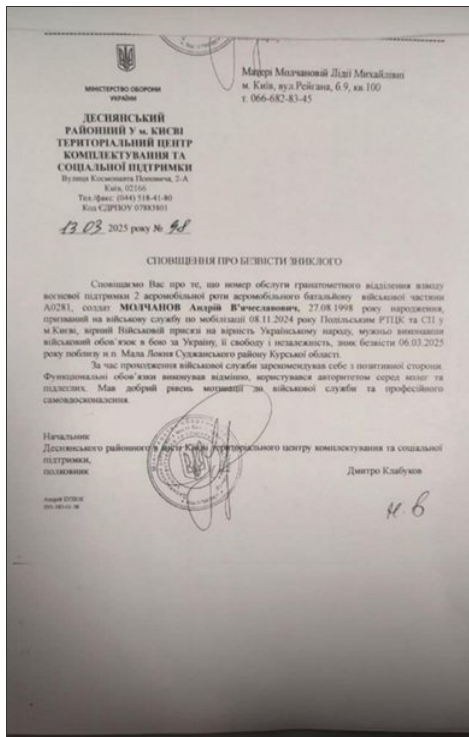 МІНІСТЕРСТВО ОБОРОНИ
УКРАЇНИ
ДЕСНЯНСЬКИЙ
РАЙОННИЙ У м. КИЄВІ
ТЕРИТОРІАЛЬНИЙ ЦЕНТР
КОМПЛЕКТУВАННЯ ТА
СОЦІАЛЬНОЇ ПІДТРИМКИ
Вулиця Космонавта Поповича, 2-А
Київ, 02166
Тел./факс: (044) 518-41-80
Код ЄДРПОУ 07883801
13.03 2025 року № 98
Матері Молчановій Лідії Михайлівні
м. Київ, вул.Рейгана, б.9, кв.100
т. 066-682-83-45
СПОВІЩЕННЯ ПРО БЕЗВІСТИ ЗНИКЛОГО
Сповіщаємо Вас про те, що номер обслуги гранатометного відділення взводу
вогневої підтримки 2 аеромобільної роти аеромобільного батальйону військової частини
А0281, солдат МОЛЧАНОВ Андрій В'ячеславович, 27.08.1998 року народження,
призваний на військову службу по мобілізації 08.11.2024 року Подільським РТЦК та СП у
м.Києві, вірний Військовій присязі на вірність Українському народу, мужньо виконавши
військовий обов'язок в бою за Україну, її свободу і незалежність, зник безвісти 06.03.2025
року поблизу н.п. Мала Локня Суджанського району Курської області.
За час проходження військової служби зарекомендував себе з позитивної сторони.
Функціональні обов'язки виконував відмінно, користувався авторитетом серед колег та
підлеглих. Мав добрий рівень мотивації до військової служби та професійного
самовдосконалення.
Начальник
Деснянського районного в місті Києві територіального центру комплектування та соціальної
підтримки,
полковник Дмитро Клабуков
Андрій
н. в